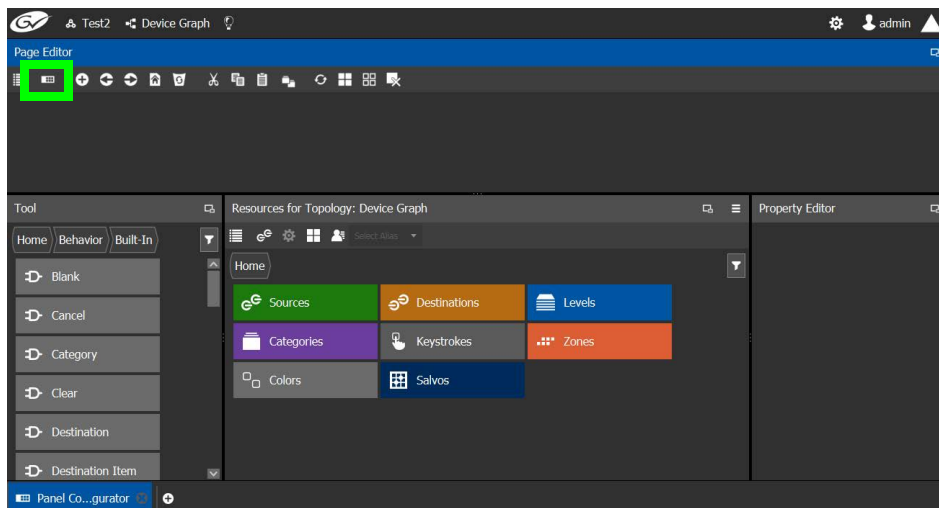 GV Test2 Device Graph admin
Page Editor
Tool
Home Behavior Built-In
Blank
Cancel
Category
Clear
Destination
Destination Item
Resources for Topology: Device Graph
Select Alias
Home
Sources Destinations Levels
Categories Keystrokes Zones
Colors Salvos
Property Editor
Panel Co...gurator